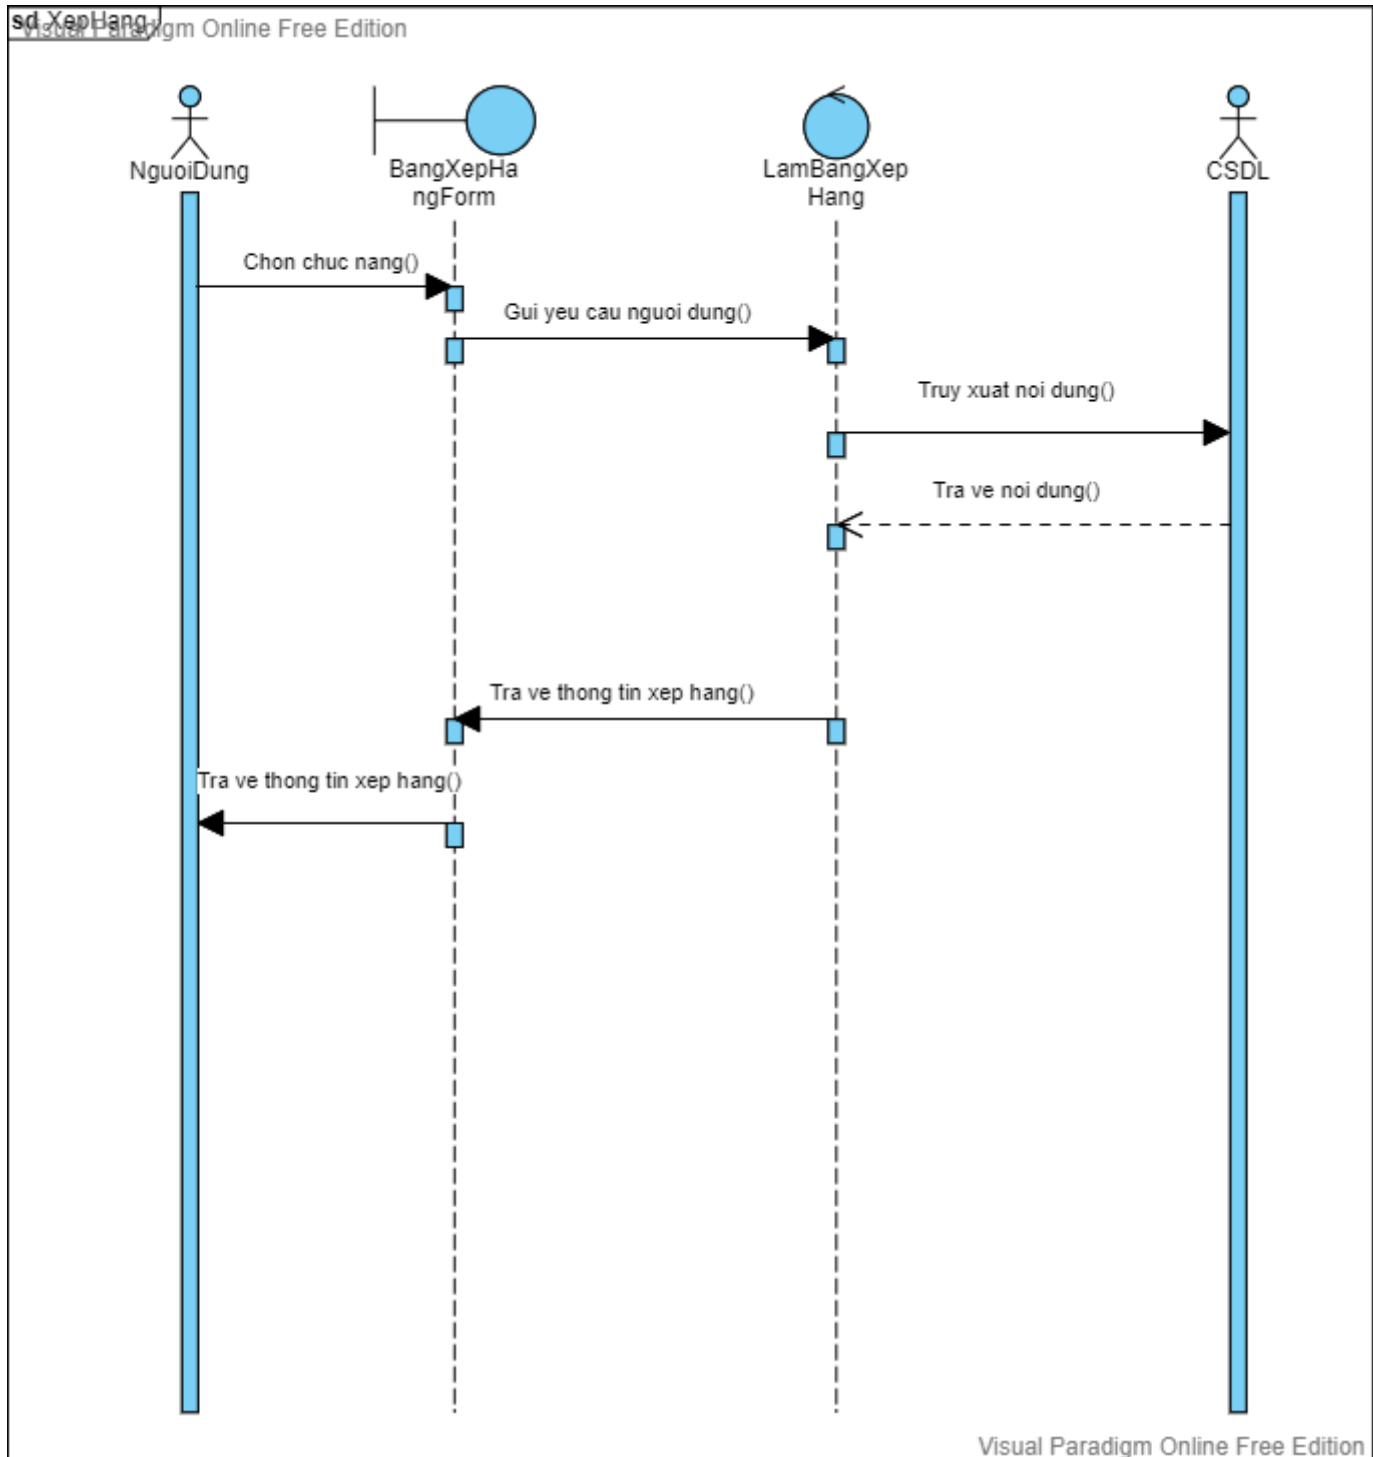 sd XepHang
Visual Paradigm Online Free Edition
NguoiDung
BangXepHa
ngForm
LamBangXep
Hang
CSDL
Chon chuc nang()
Gui yeu cau nguoi dung()
Truy xuat noi dung()
Tra ve noi dung()
Tra ve thong tin xep hang()
Tra ve thong tin xep hang()
Visual Paradigm Online Free Edition